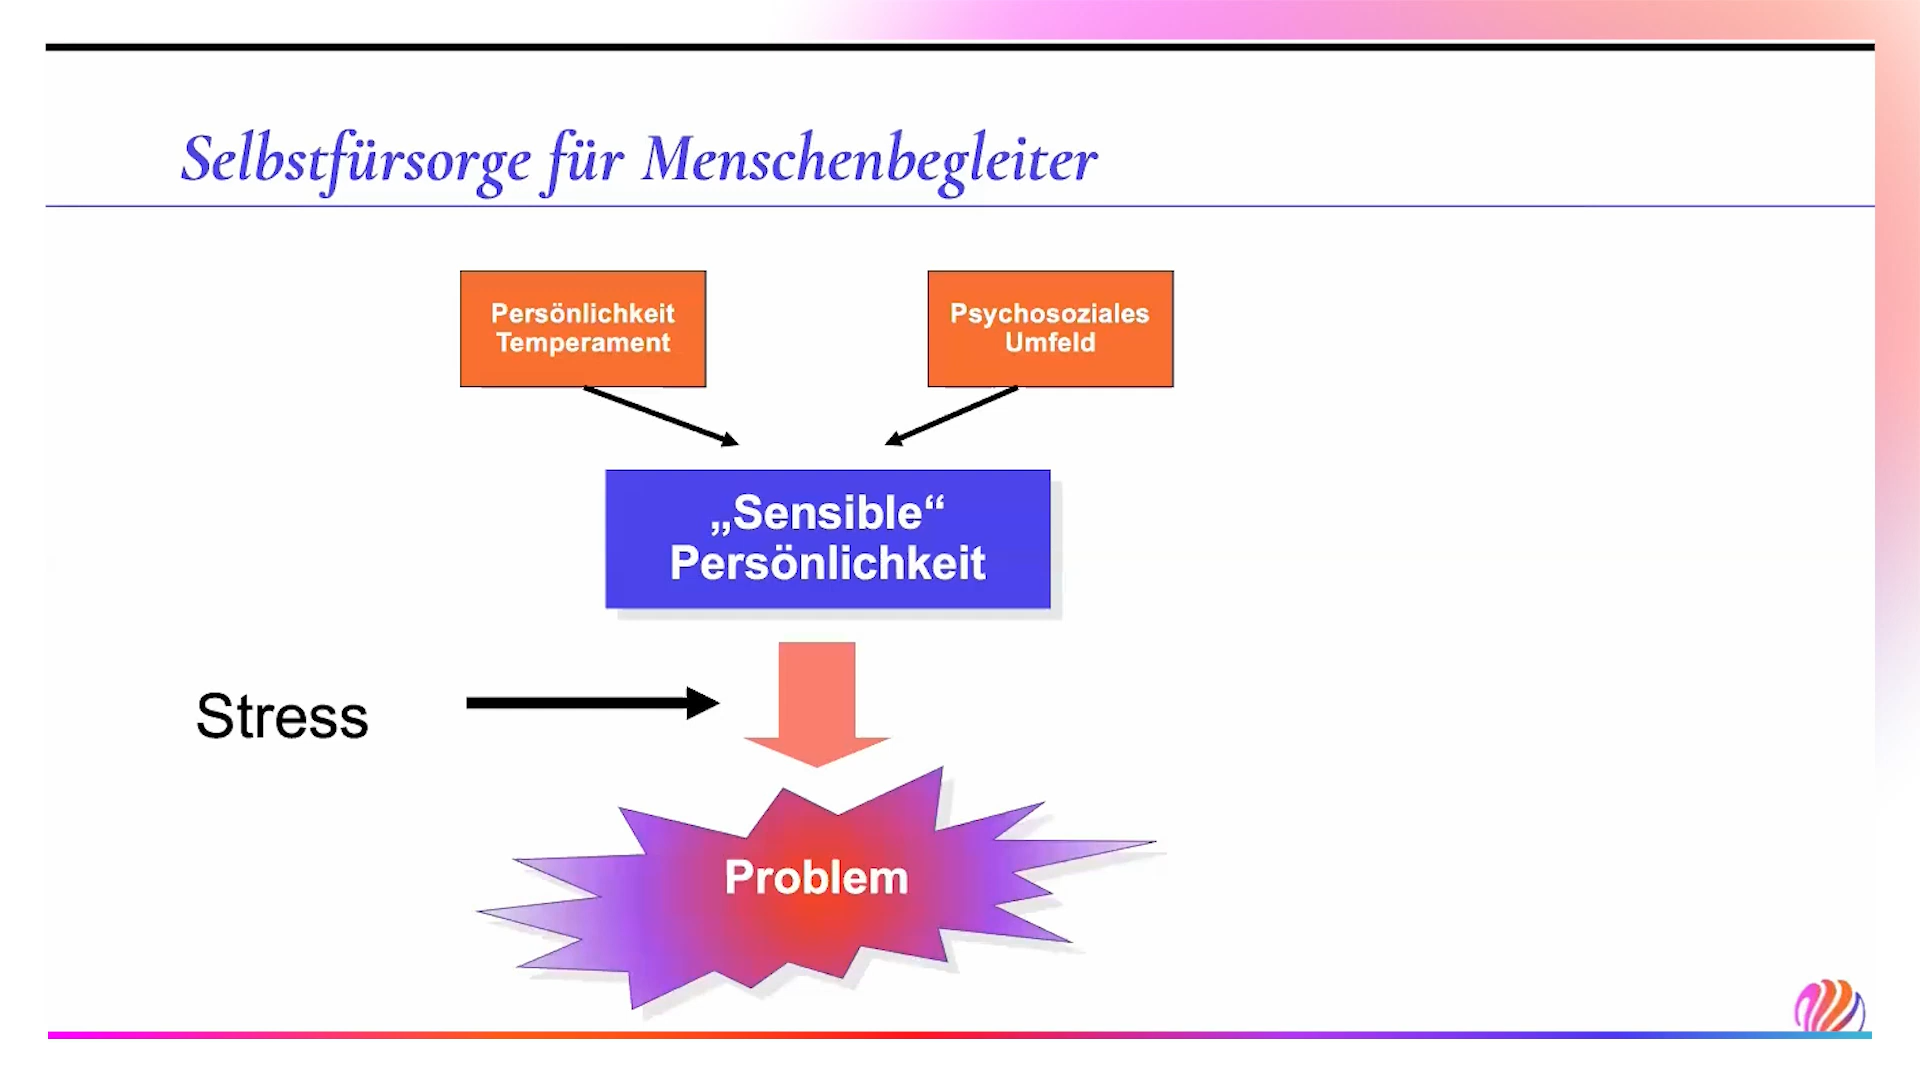 Selbstfürsorge für Menschenbegleiter
Persönlichkeit
Temperament
Psychosoziales
Umfeld
„Sensible“
Persönlichkeit
Stress
Problem